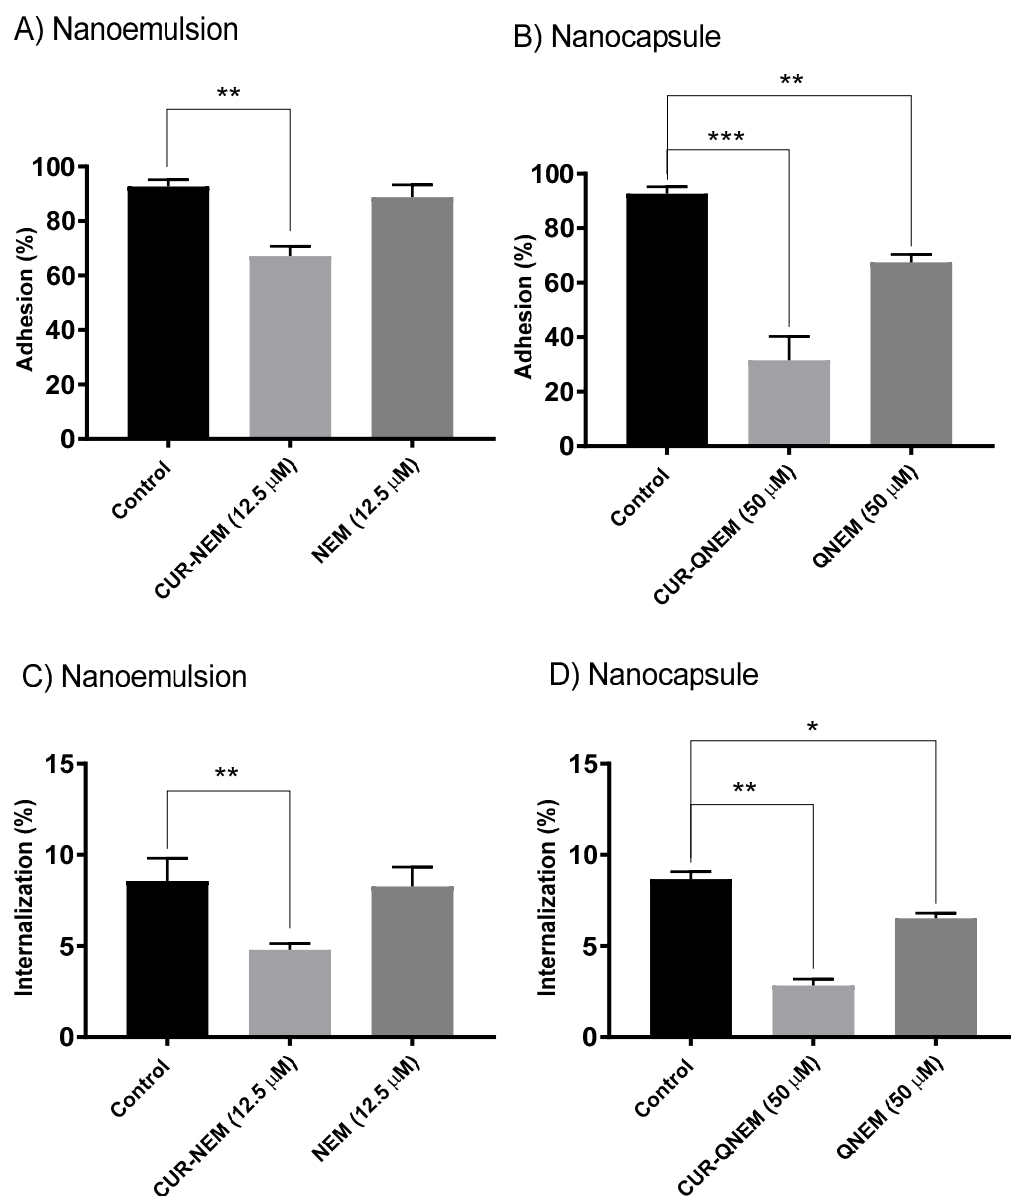 A) Nanoemulsion
**
Adhesion (%)
100
80
60
40
20
0
Control
CUR-NEM (12.5 μM)
NEM (12.5 μM)
B) Nanocapsule
**
***
Adhesion (%)
100
80
60
40
20
0
Control
CUR-QNEM (50 μM)
QNEM (50 μM)
C) Nanoemulsion
**
Internalization (%)
15
10
5
0
Control
CUR-NEM (12.5 μM)
NEM (12.5 μM)
D) Nanocapsule
*
**
Internalization (%)
15
10
5
0
Control
CUR-QNEM (50 μM)
QNEM (50 μM)